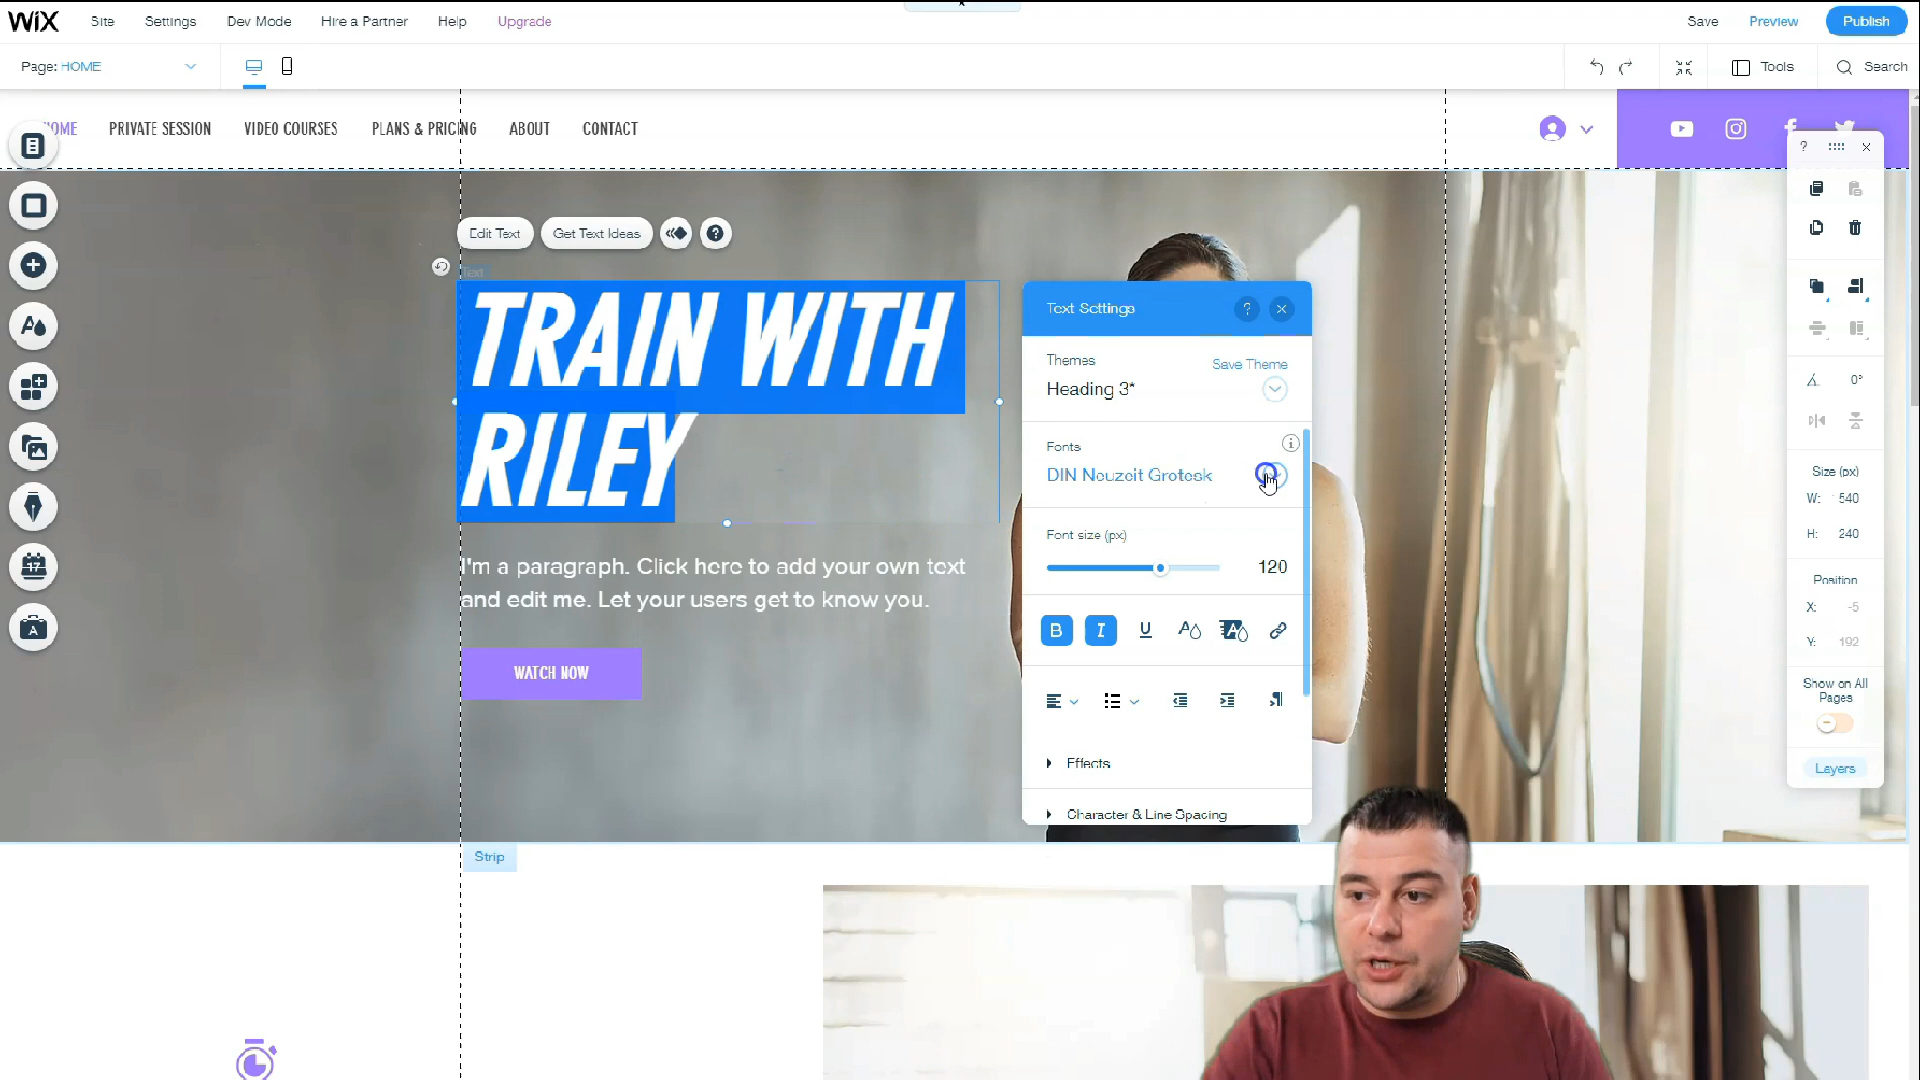 WiX Site Settings Dev Mode Hire a Partner Help Upgrade Save Preview Publish
Page: HOME Tools Search
HOME PRIVATE SESSION VIDEO COURSES PLANS & PRICING ABOUT CONTACT
Edit Text Get Text Ideas
Text
TRAIN WITH
RILEY
I'm a paragraph. Click here to add your own text
and edit me. Let your users get to know you.
WATCH NOW
Strip
17
Text Settings
Themes
Save Theme
Heading 3*
Fonts
DIN Neuzeit Grotesk
Font size (px)
120
B I U
Effects
Character & Line Spacing
0°
Size (px)
W: 540
H: 240
Position
X: -5
Y: 192
Show on All
Pages
Layers